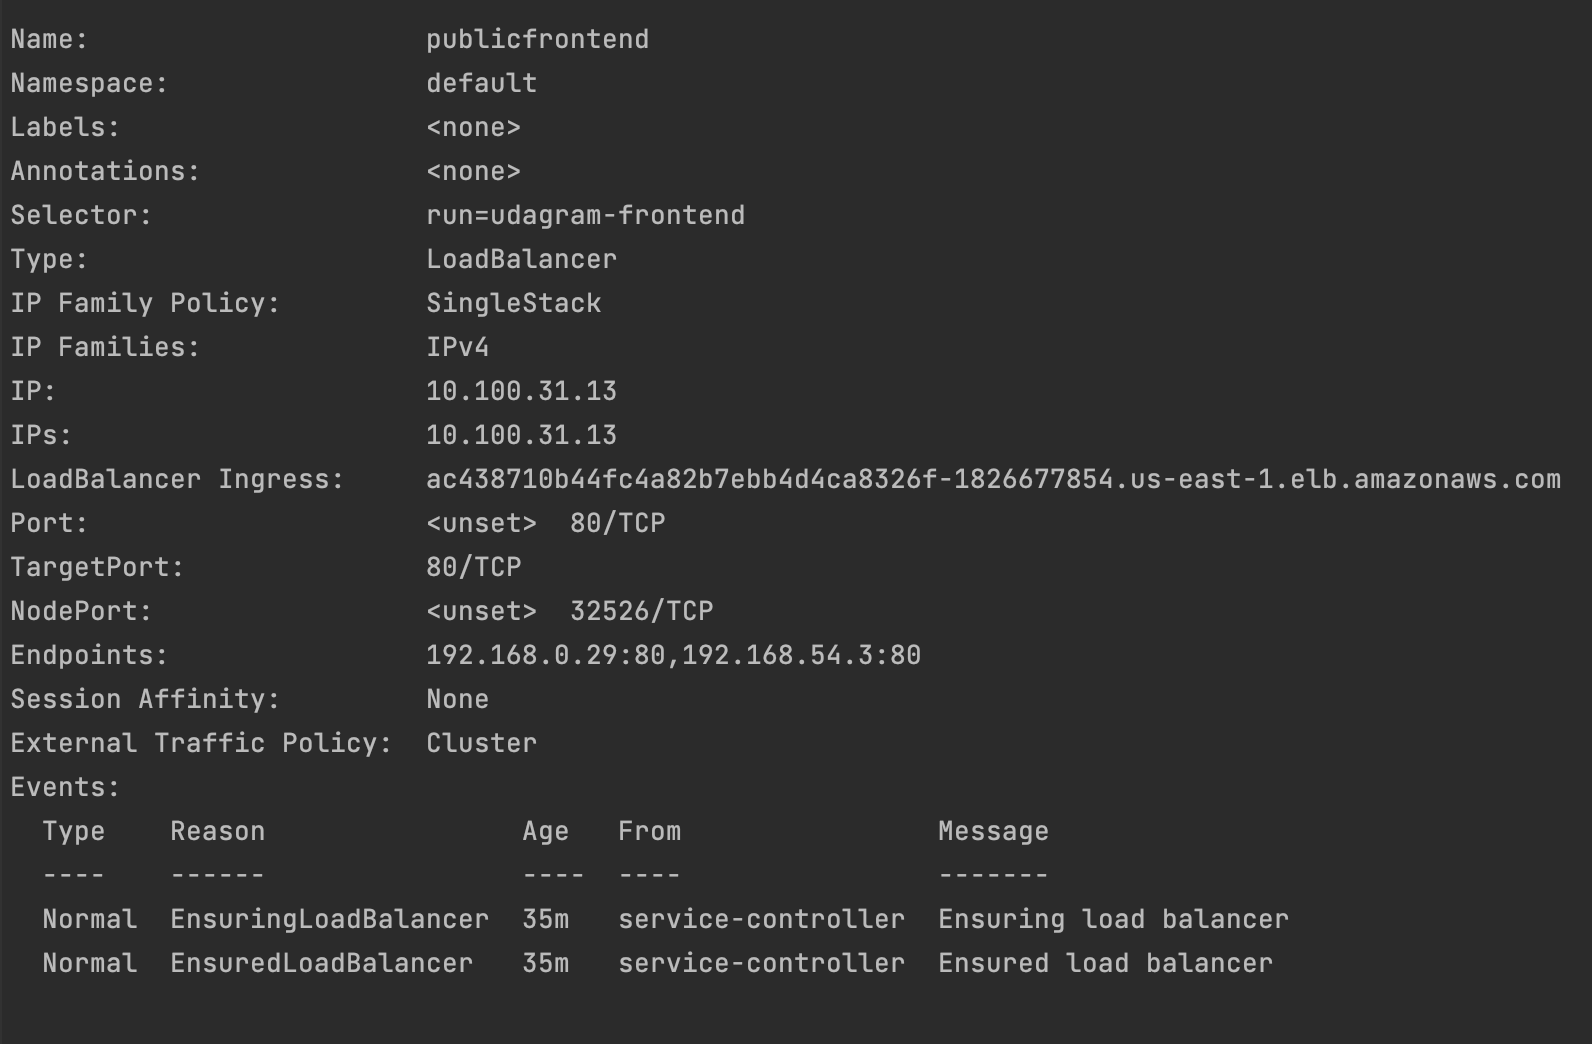 Name:                     publicfrontend
Namespace:                default
Labels:                   <none>
Annotations:              <none>
Selector:                 run=udagram-frontend
Type:                     LoadBalancer
IP Family Policy:         SingleStack
IP Families:              IPv4
IP:                       10.100.31.13
IPs:                      10.100.31.13
LoadBalancer Ingress:     ac438710b44fc4a82b7ebb4d4ca8326f-1826677854.us-east-1.elb.amazonaws.com
Port:                     <unset>  80/TCP
TargetPort:               80/TCP
NodePort:                 <unset>  32526/TCP
Endpoints:                192.168.0.29:80,192.168.54.3:80
Session Affinity:         None
External Traffic Policy:  Cluster
Events:
  Type    Reason                Age   From                Message
  ----    ------                ----  ----                -------
  Normal  EnsuringLoadBalancer  35m   service-controller  Ensuring load balancer
  Normal  EnsuredLoadBalancer   35m   service-controller  Ensured load balancer